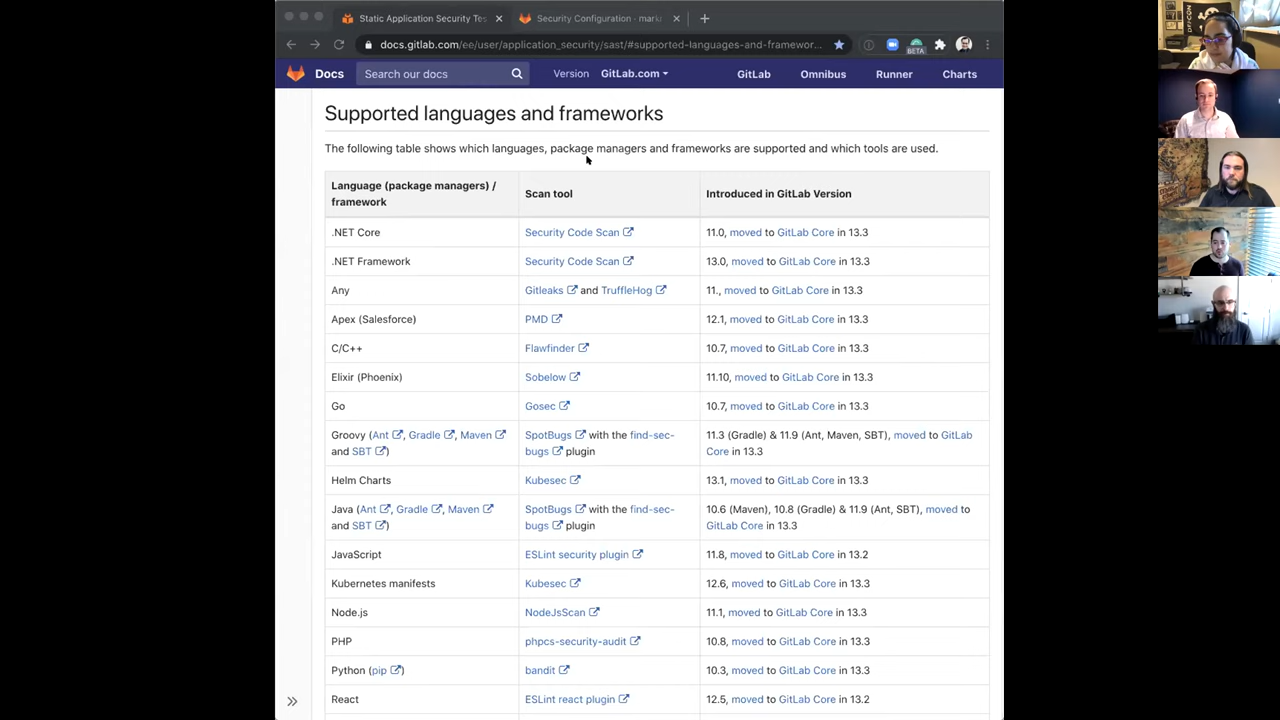 Static Application Security Tes
Security Configuration · mark
docs.gitlab.com/ee/user/application_security/sast/#supported-languages-and-framewor...
BETA
Docs
Search our docs
Version GitLab.com
GitLab
Omnibus
Runner
Charts
Supported languages and frameworks
The following table shows which languages, package managers and frameworks are supported and which tools are used.
Language (package managers) /
framework
Scan tool
Introduced in GitLab Version
.NET Core
Security Code Scan
11.0, moved to GitLab Core in 13.3
.NET Framework
Security Code Scan
13.0, moved to GitLab Core in 13.3
Any
Gitleaks and TruffleHog
11., moved to GitLab Core in 13.3
Apex (Salesforce)
PMD
12.1, moved to GitLab Core in 13.3
C/C++
Flawfinder
10.7, moved to GitLab Core in 13.3
Elixir (Phoenix)
Sobelow
11.10, moved to GitLab Core in 13.3
Go
Gosec
10.7, moved to GitLab Core in 13.3
Groovy (Ant, Gradle, Maven
and SBT)
SpotBugs with the find-sec-
bugs plugin
11.3 (Gradle) & 11.9 (Ant, Maven, SBT), moved to GitLab
Core in 13.3
Helm Charts
Kubesec
13.1, moved to GitLab Core in 13.3
Java (Ant, Gradle, Maven
and SBT)
SpotBugs with the find-sec-
bugs plugin
10.6 (Maven), 10.8 (Gradle) & 11.9 (Ant, SBT), moved to
GitLab Core in 13.3
JavaScript
ESLint security plugin
11.8, moved to GitLab Core in 13.2
Kubernetes manifests
Kubesec
12.6, moved to GitLab Core in 13.3
Node.js
NodeJsScan
11.1, moved to GitLab Core in 13.3
PHP
phpcs-security-audit
10.8, moved to GitLab Core in 13.3
Python (pip)
bandit
10.3, moved to GitLab Core in 13.3
React
ESLint react plugin
12.5, moved to GitLab Core in 13.2